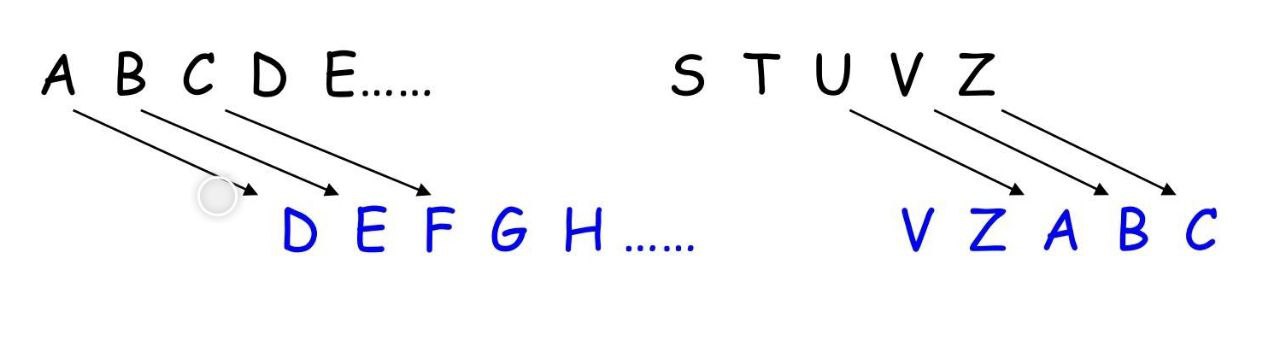 A B C D E...... S T U V Z
D E F G H...... V Z A B C